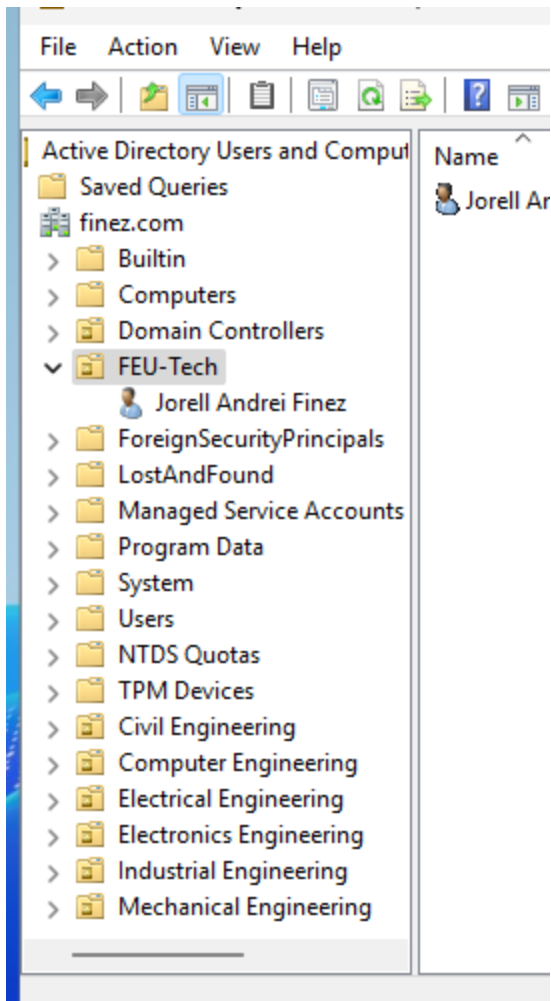 File Action View Help
Active Directory Users and Comput
Saved Queries
finez.com
Builtin
Computers
Domain Controllers
FEU-Tech
Jorell Andrei Finez
ForeignSecurityPrincipals
LostAndFound
Managed Service Accounts
Program Data
System
Users
NTDS Quotas
TPM Devices
Civil Engineering
Computer Engineering
Electrical Engineering
Electronics Engineering
Industrial Engineering
Mechanical Engineering
Name
Jorell An